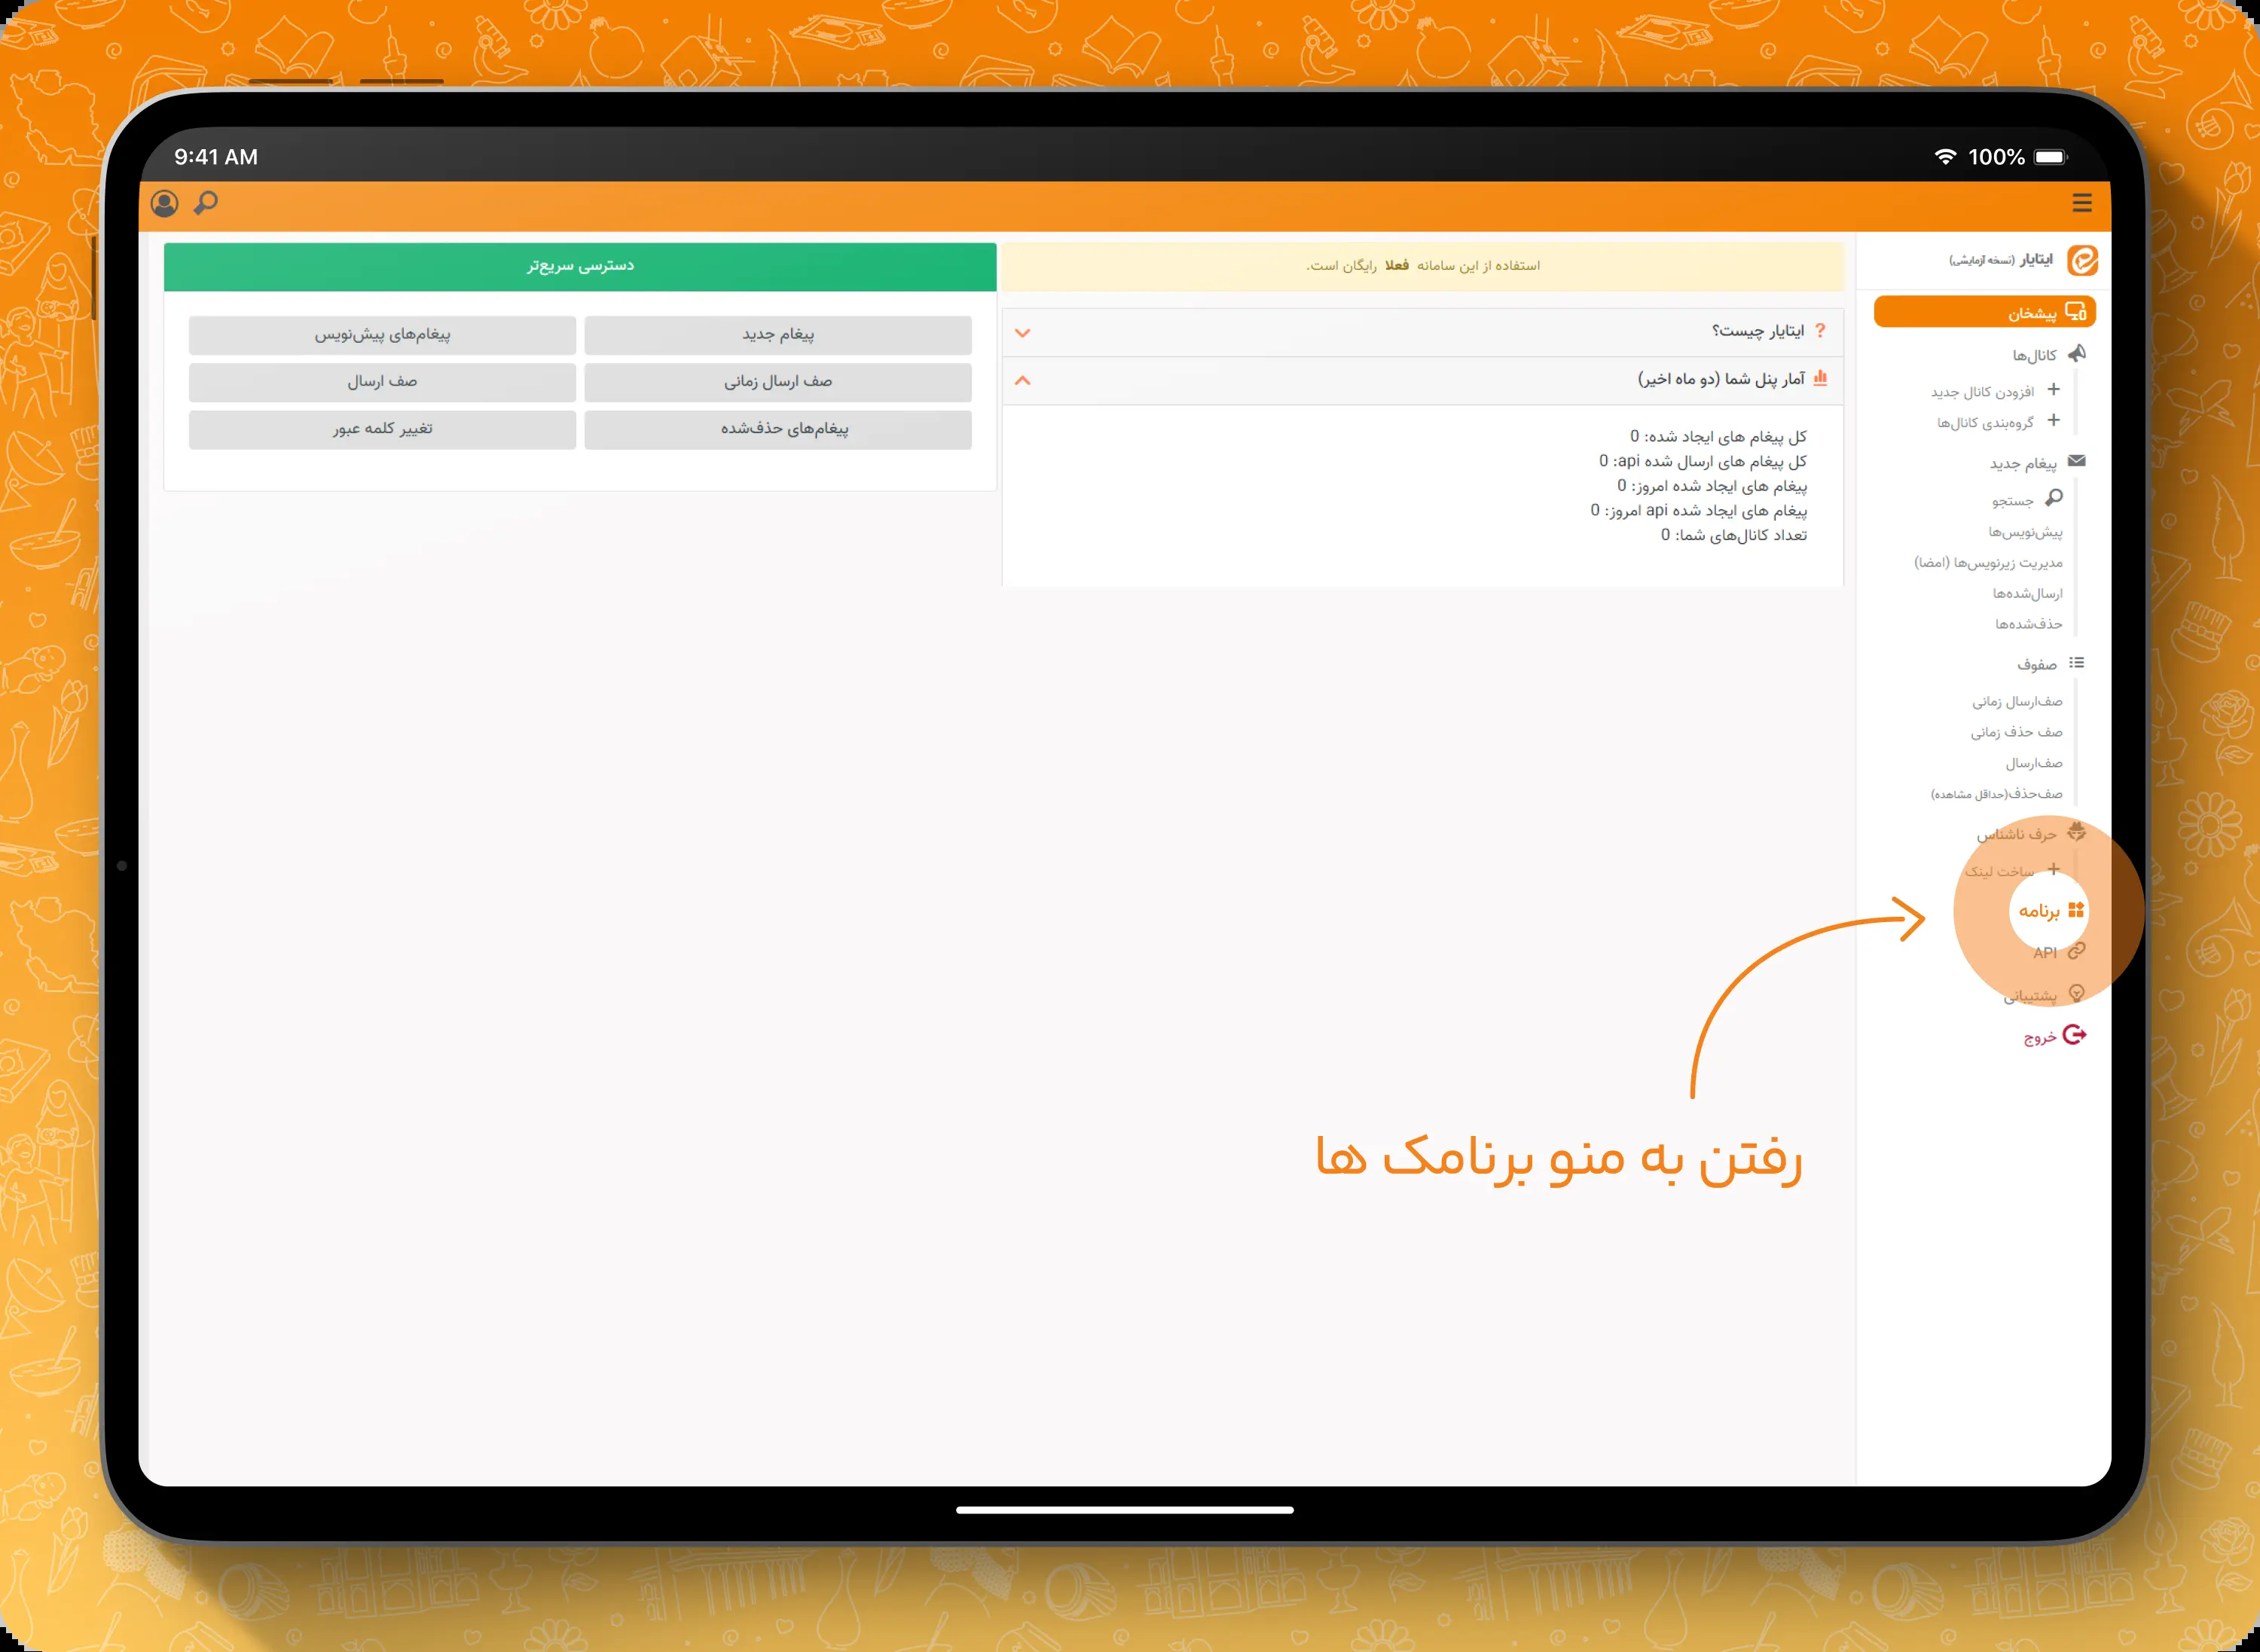 9:41 AM
100%
ایتایار (نسخه آزمایشی)
پیشخان
کانال‌ها
افزودن کانال جدید
گروه‌بندی کانال‌ها
پیغام جدید
جستجو
پیش‌نویس‌ها
مدیریت زیرنویس‌ها (امضا)
ارسال‌شده‌ها
حذف‌شده‌ها
صفوف
صف‌ارسال زمانی
صف حذف زمانی
صف‌ارسال
صف‌حذف(حداقل مشاهده)
حرف ناشناس
ساخت لینک
برنامه
API
پشتیبانی
خروج
استفاده از این سامانه فعلا رایگان است.
ایتایار چیست؟
آمار پنل شما (دو ماه اخیر)
کل پیغام های ایجاد شده: 0
کل پیغام های ارسال شده api: 0
پیغام های ایجاد شده امروز: 0
پیغام های ایجاد شده api امروز: 0
تعداد کانال‌های شما: 0
دسترسی سریع‌تر
پیغام جدید
پیغام‌های پیش‌نویس
صف ارسال زمانی
صف ارسال
پیغام‌های حذف‌شده
تغییر کلمه عبور
رفتن به منو برنامک ها